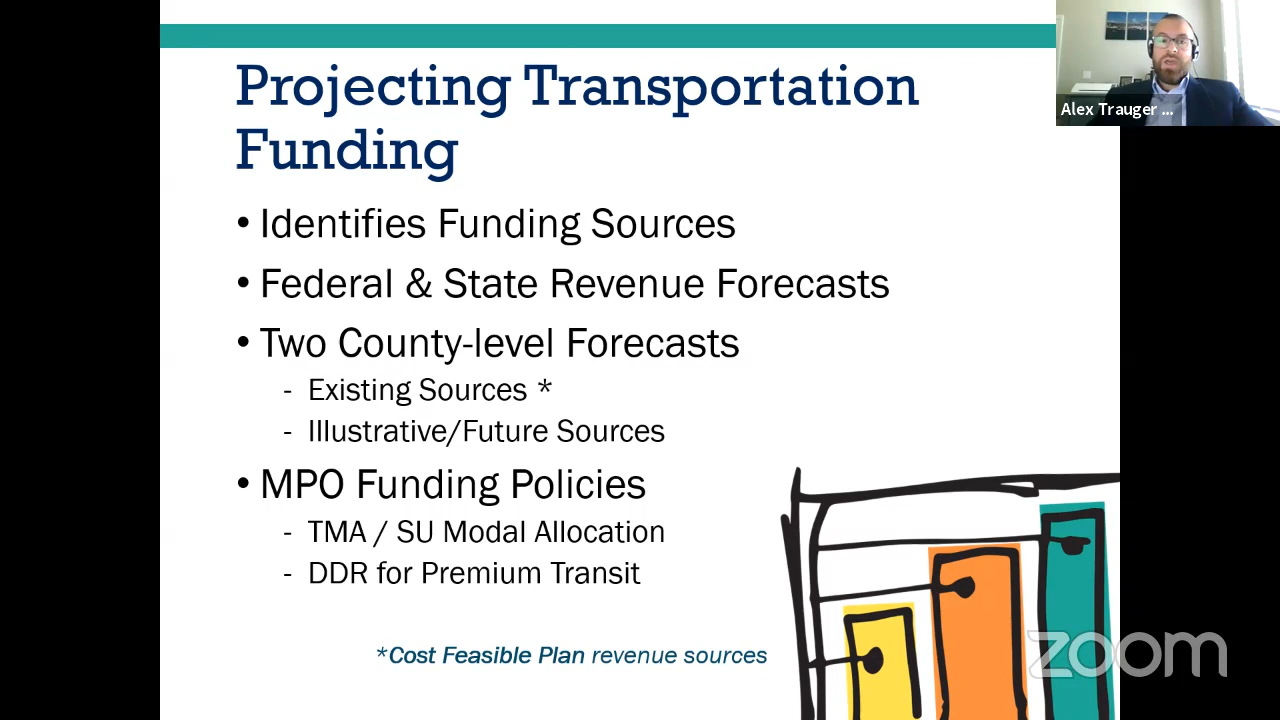 Projecting Transportation
Funding
• Identifies Funding Sources
• Federal & State Revenue Forecasts
• Two County-level Forecasts
- Existing Sources *
- Illustrative/Future Sources
• MPO Funding Policies
- TMA / SU Modal Allocation
- DDR for Premium Transit
*Cost Feasible Plan revenue sources
Alex Trauger ...
zoom